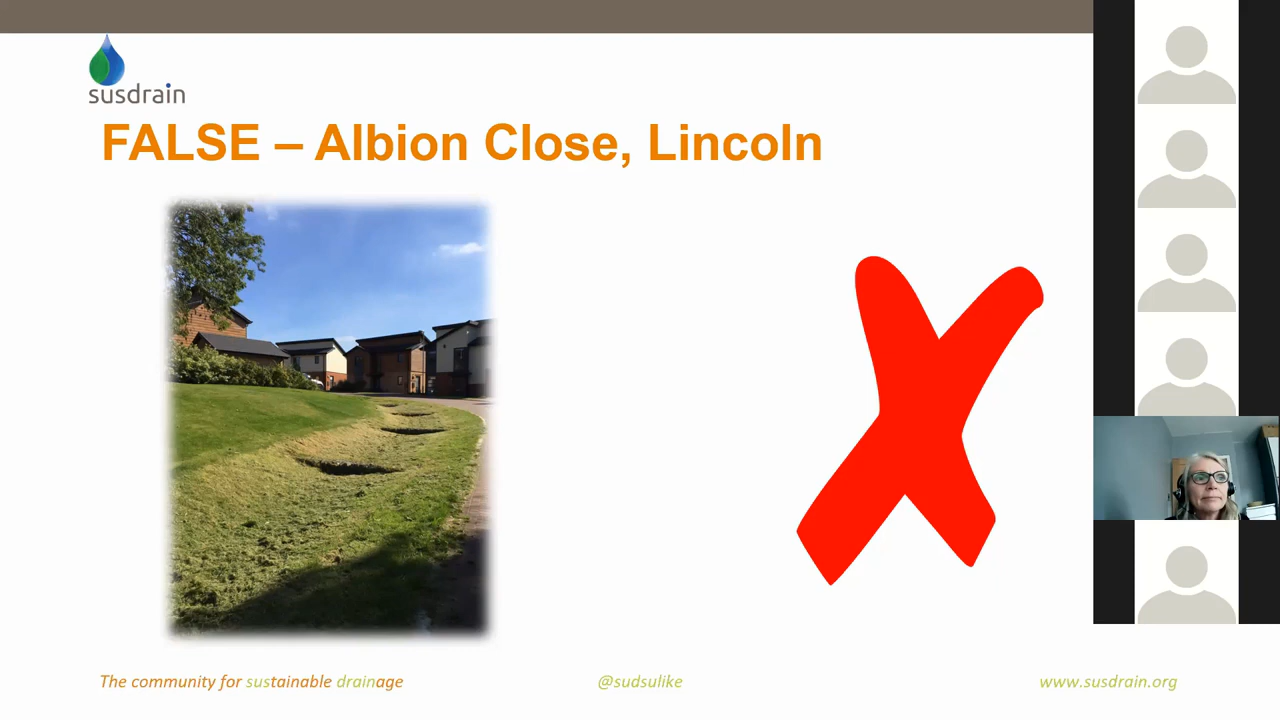 susdrain
FALSE – Albion Close, Lincoln
The community for sustainable drainage
@sudsulike
www.susdrain.org